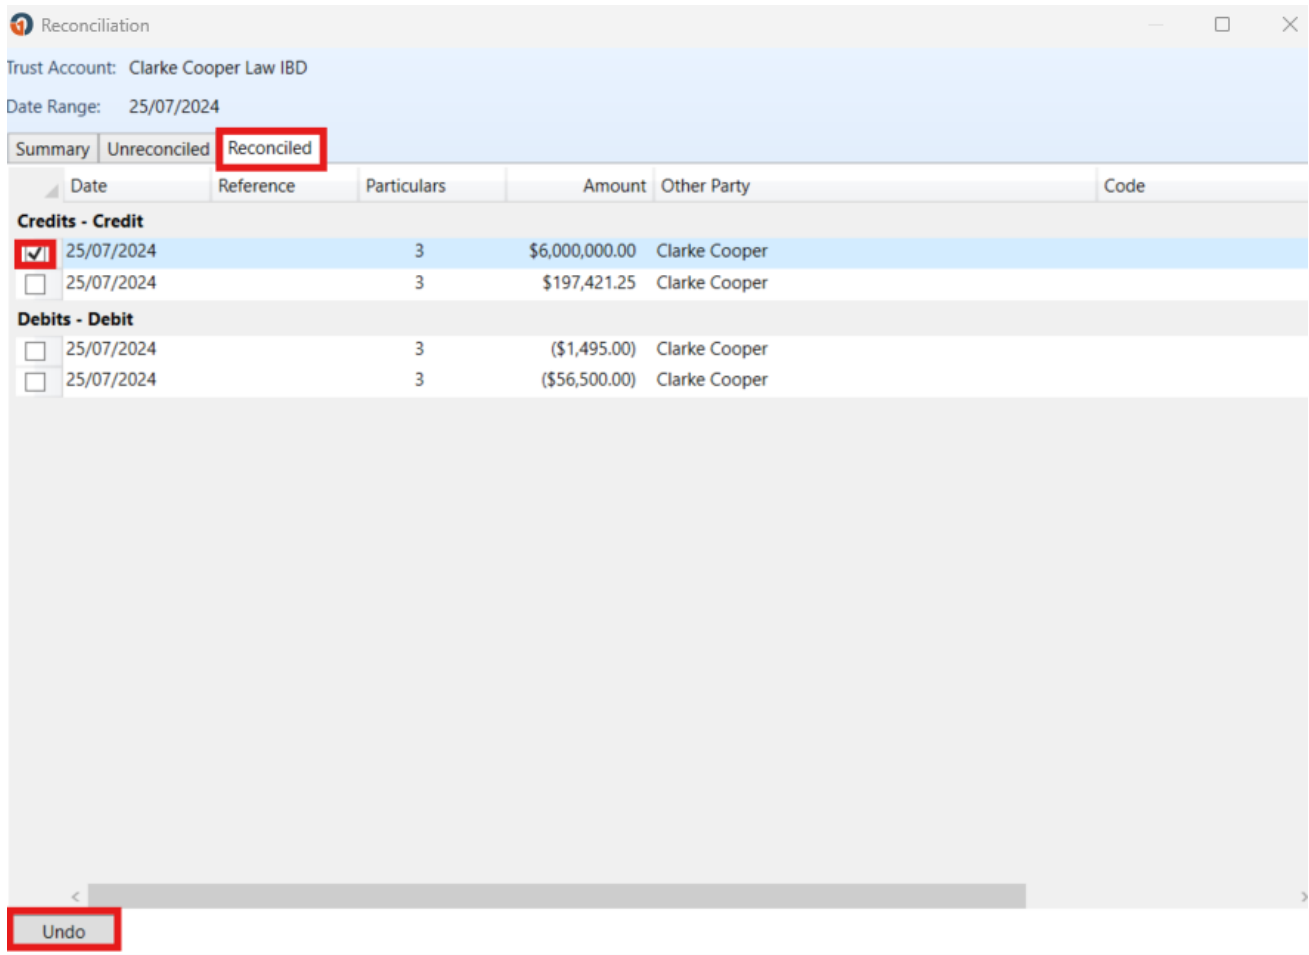 Reconciliation
Trust Account: Clarke Cooper Law IBD
Date Range: 25/07/2024
Summary Unreconciled Reconciled
Date Reference Particulars Amount Other Party Code
Credits - Credit
25/07/2024 3 $6,000,000.00 Clarke Cooper
25/07/2024 3 $197,421.25 Clarke Cooper
Debits - Debit
25/07/2024 3 ($1,495.00) Clarke Cooper
25/07/2024 3 ($56,500.00) Clarke Cooper
Undo